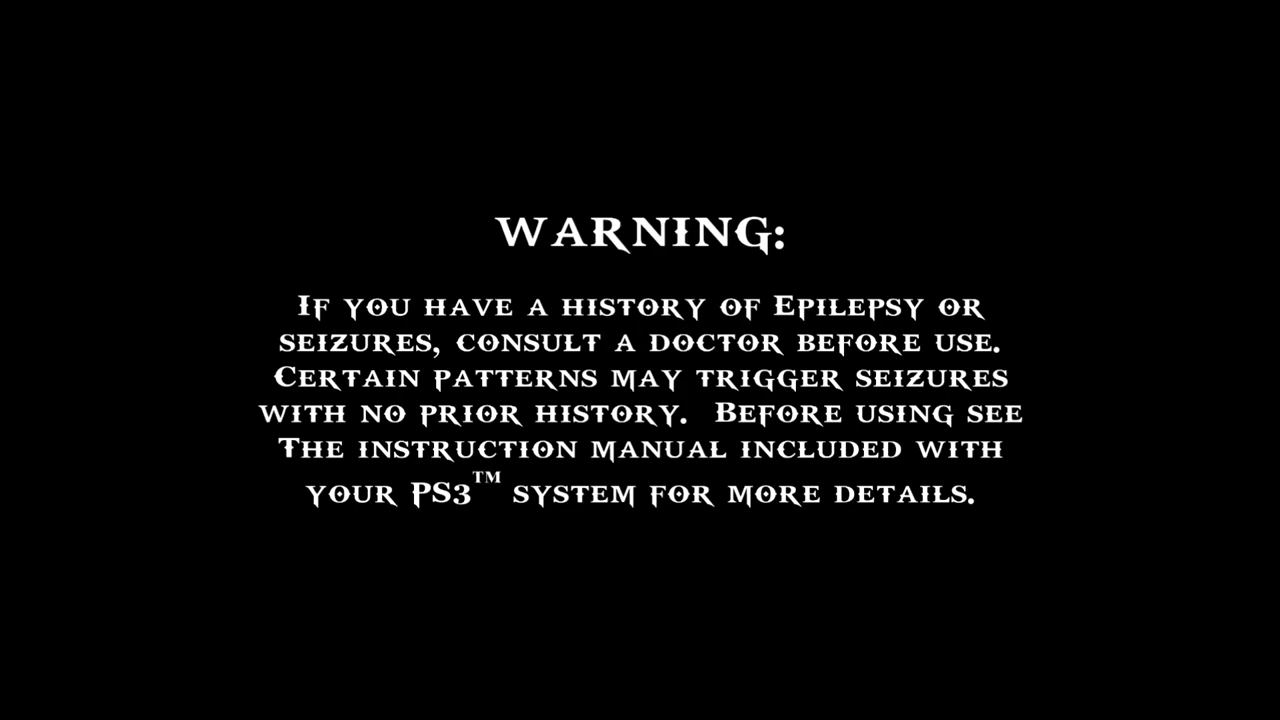 WARNING:
If you have a history of Epilepsy or
seizures, consult a doctor before use.
Certain patterns may trigger seizures
with no prior history.  Before using see
The instruction manual included with
your PS3™ system for more details.